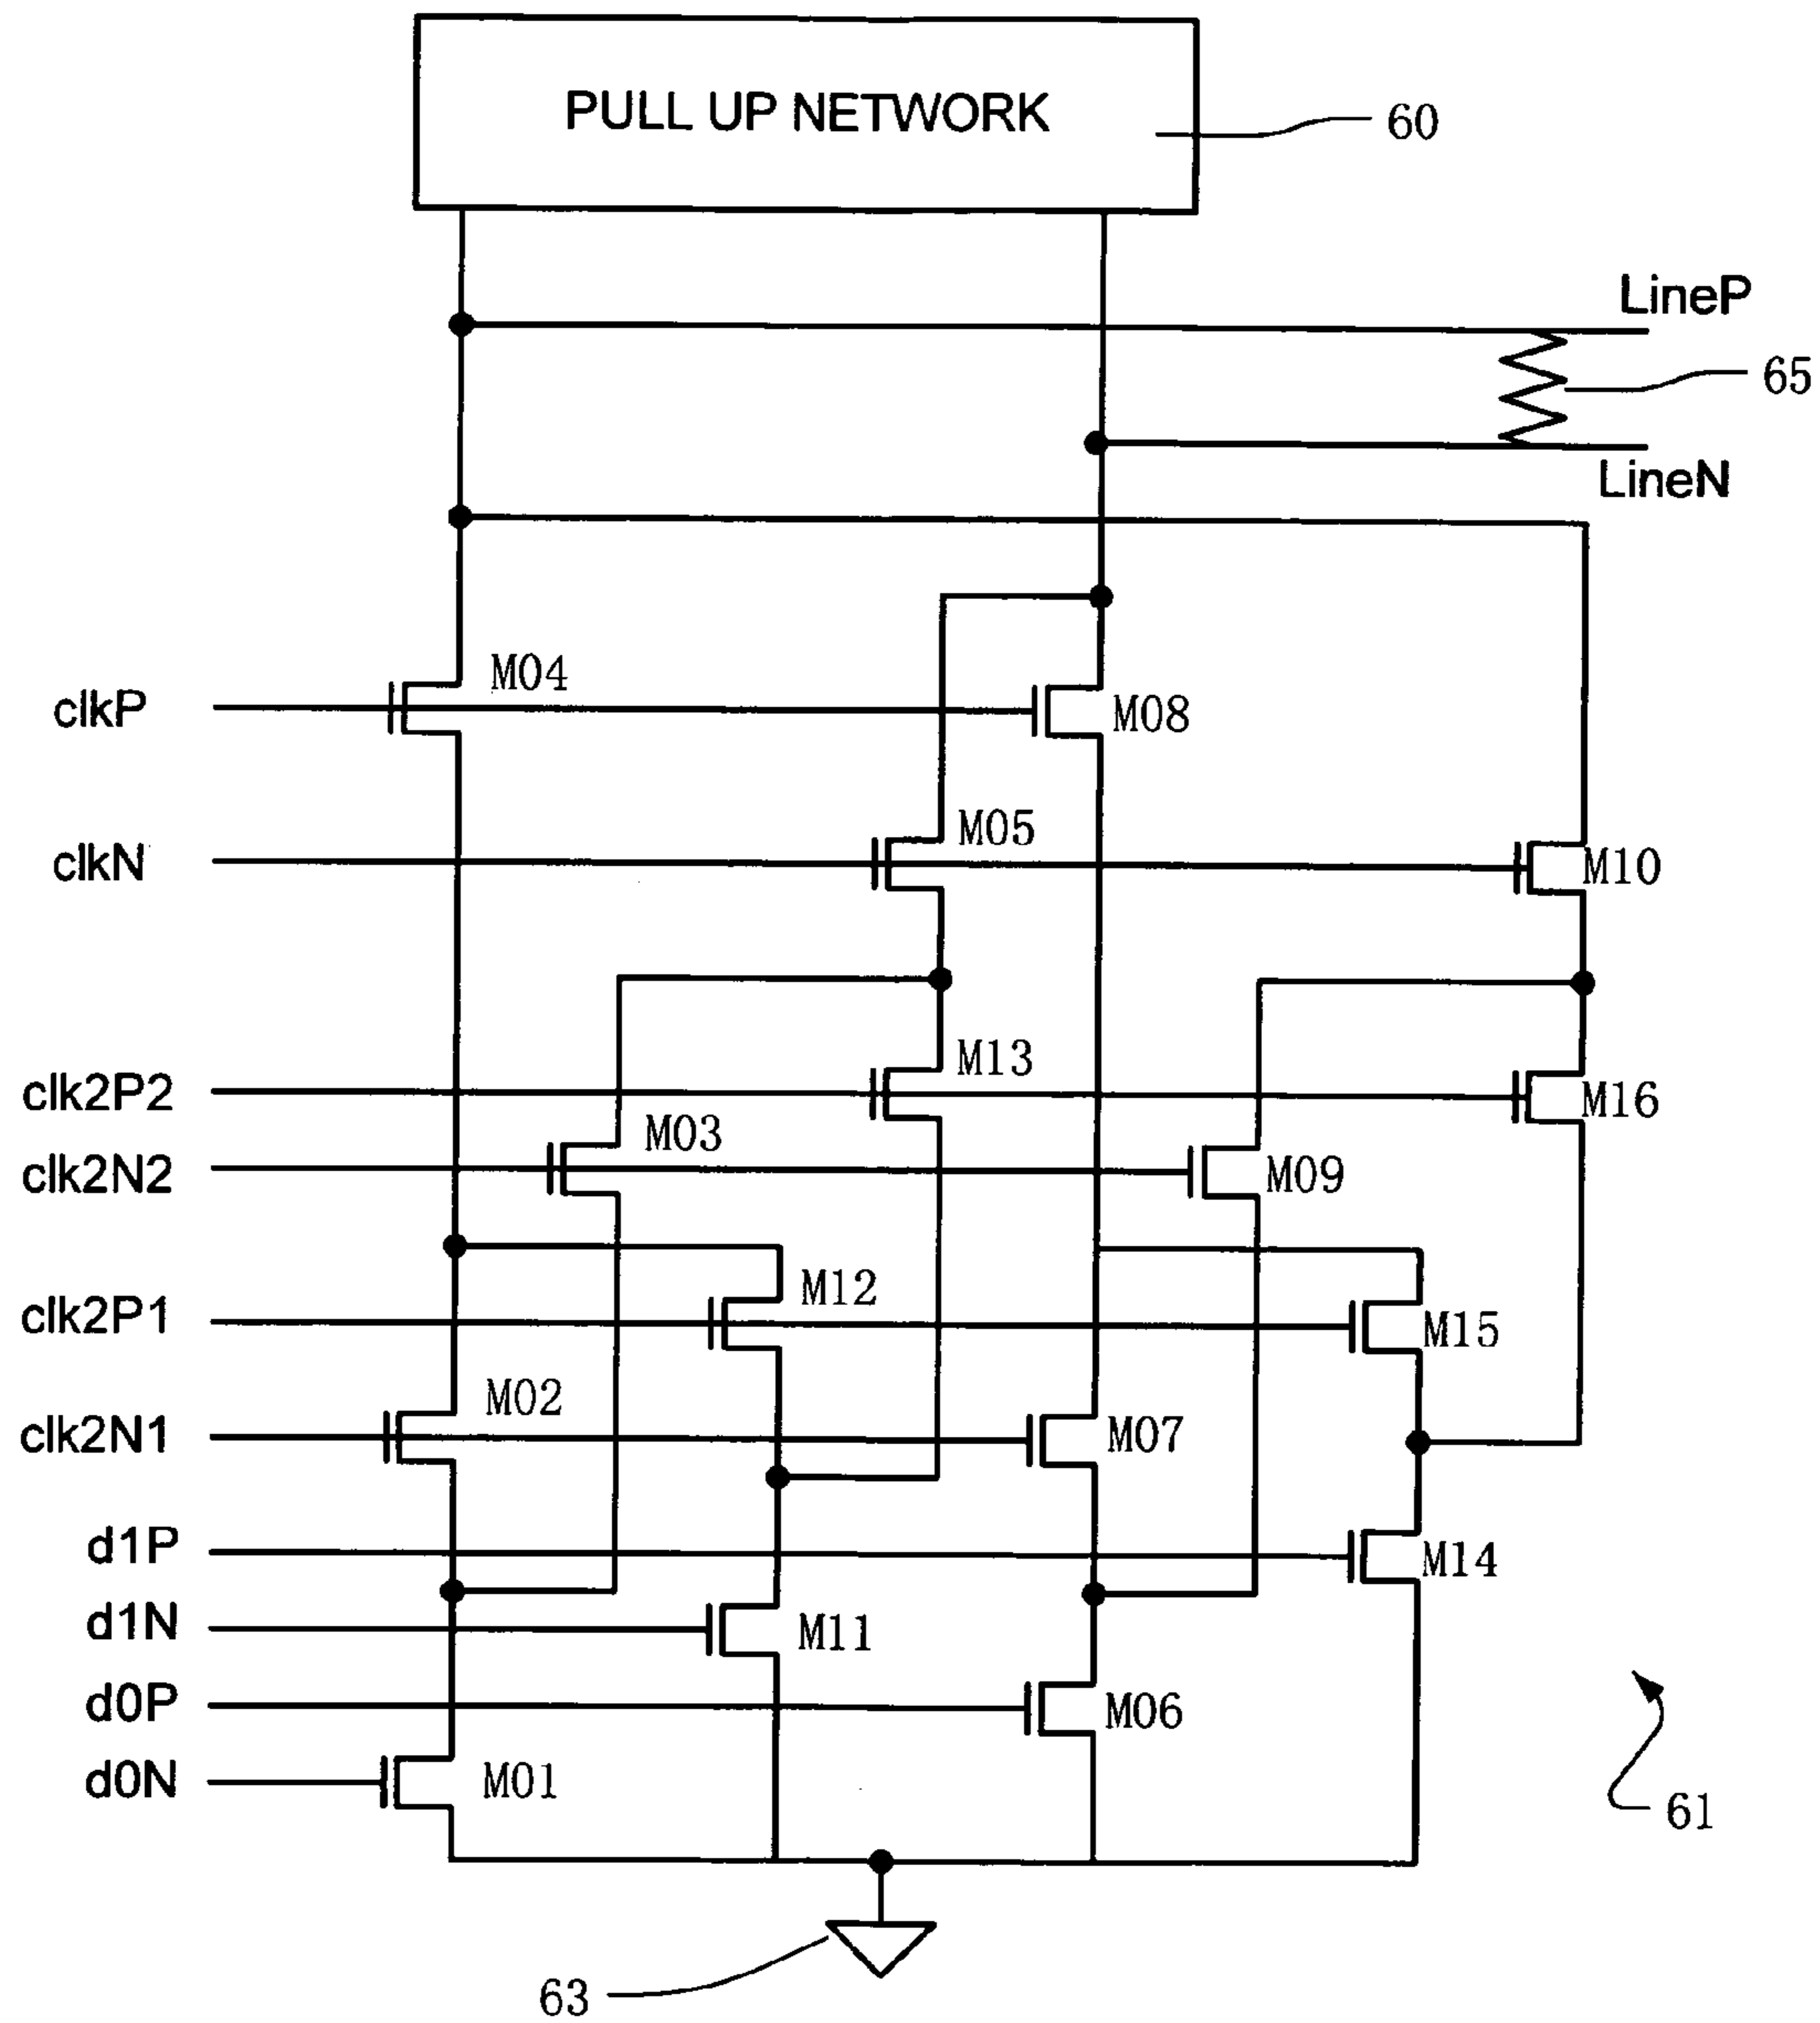 PULL UP NETWORK
60
LineP
65
LineN
M04
clkP
M08
M05
clkN
M10
M13
clk2P2
M16
M03
clk2N2
M09
M12
clk2P1
M15
M02
clk2N1
M07
d1P
M14
d1N
M11
d0P
M06
d0N
M01
61
63